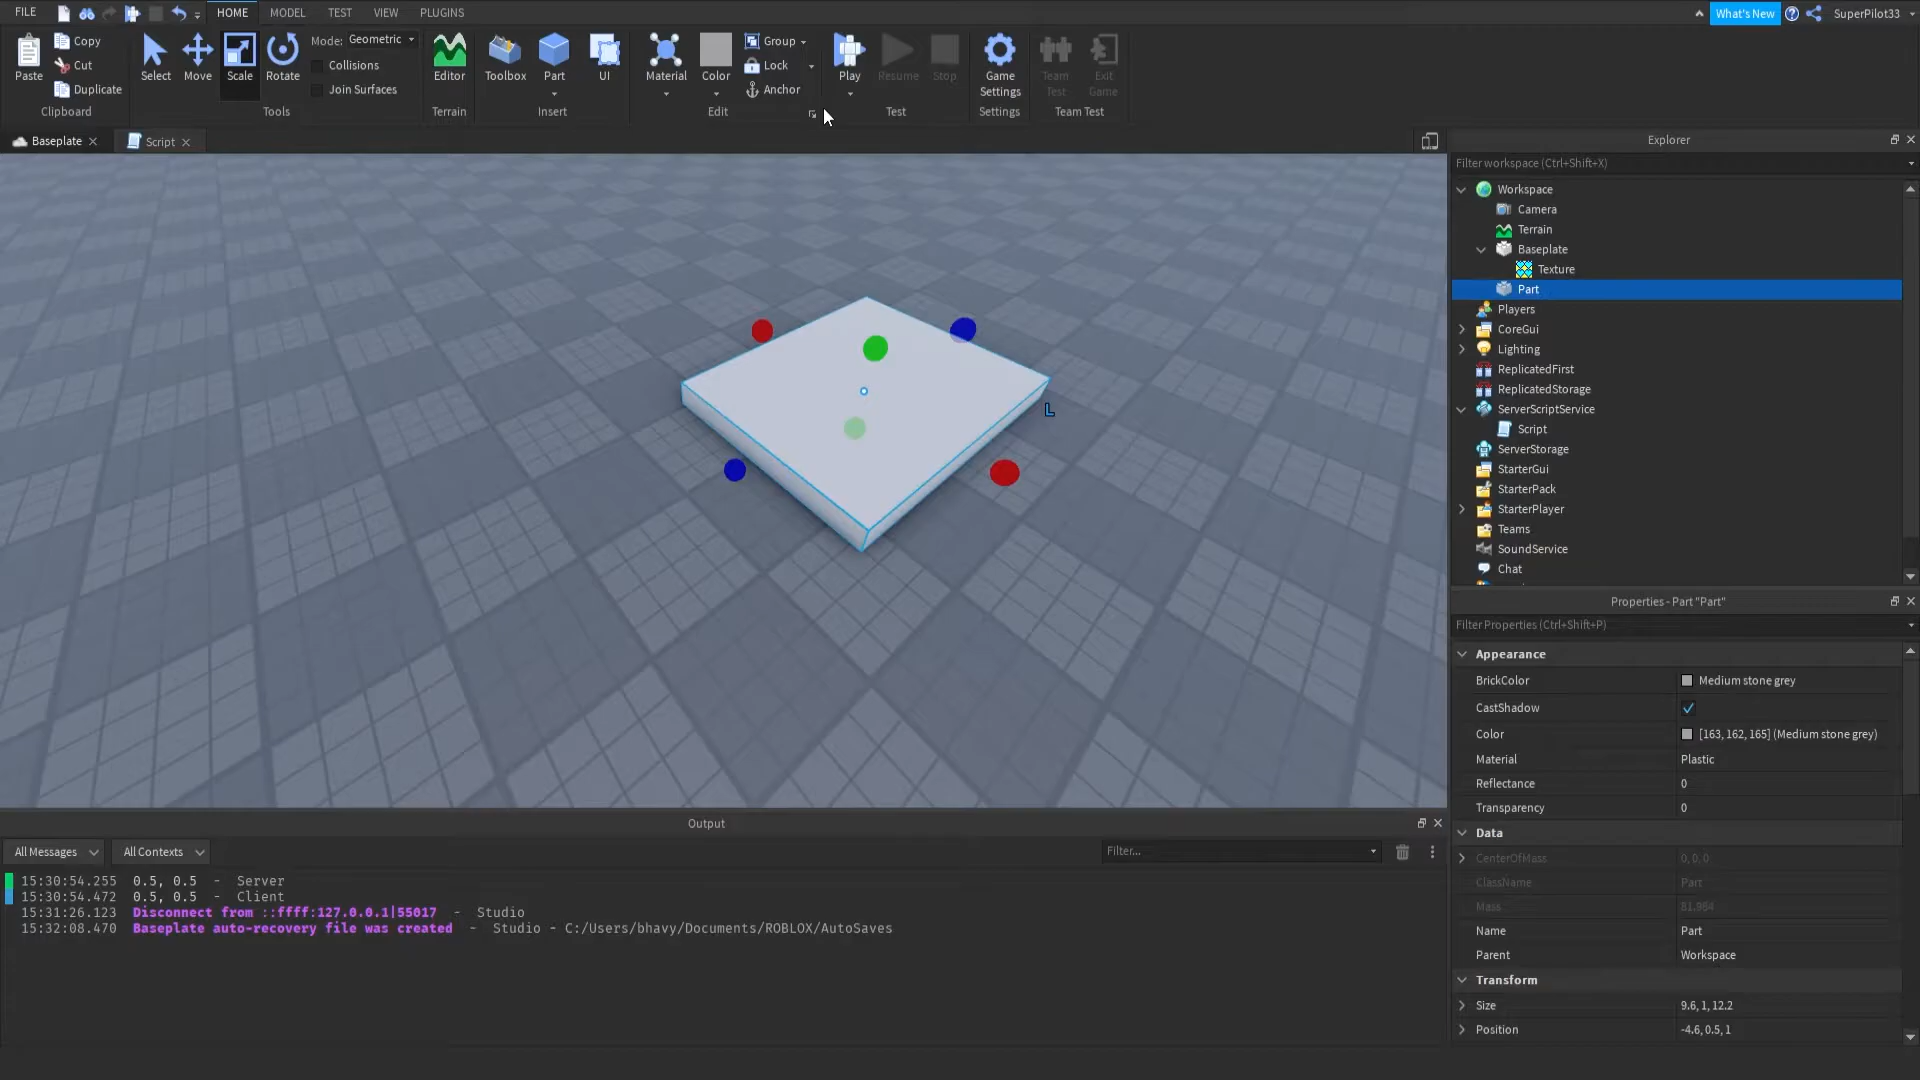 FILE HOME MODEL TEST VIEW PLUGINS What's New SuperPilot33
Paste Copy Cut Duplicate Clipboard
Select Move Scale Rotate Mode: Geometric Collisions Join Surfaces Tools
Editor Terrain
Toolbox Part UI Insert
Material Color Group Lock Anchor Edit
Play Resume Stop Test
Game Settings Settings
Team Test Exit Game Team Test
Baseplate Script
L
Explorer
Filter workspace (Ctrl+Shift+X)
Workspace
Camera
Terrain
Baseplate
Texture
Part
Players
CoreGui
Lighting
ReplicatedFirst
ReplicatedStorage
ServerScriptService
Script
ServerStorage
StarterGui
StarterPack
StarterPlayer
Teams
SoundService
Chat
Properties - Part "Part"
Filter Properties (Ctrl+Shift+P)
Appearance
BrickColor Medium stone grey
CastShadow
Color [163, 162, 165] (Medium stone grey)
Material Plastic
Reflectance 0
Transparency 0
Data
CenterOfMass 0, 0, 0
ClassName Part
Mass 81.984
Name Part
Parent Workspace
Transform
Size 9.6, 1, 12.2
Position -4.6, 0.5, 1
Output
All Messages All Contexts Filter...
15:30:54.255 0.5, 0.5 - Server
15:30:54.472 0.5, 0.5 - Client
15:31:26.123 Disconnect from ::ffff:127.0.0.1|55017 - Studio
15:32:08.470 Baseplate auto-recovery file was created - Studio - C:/Users/bhavy/Documents/ROBLOX/AutoSaves